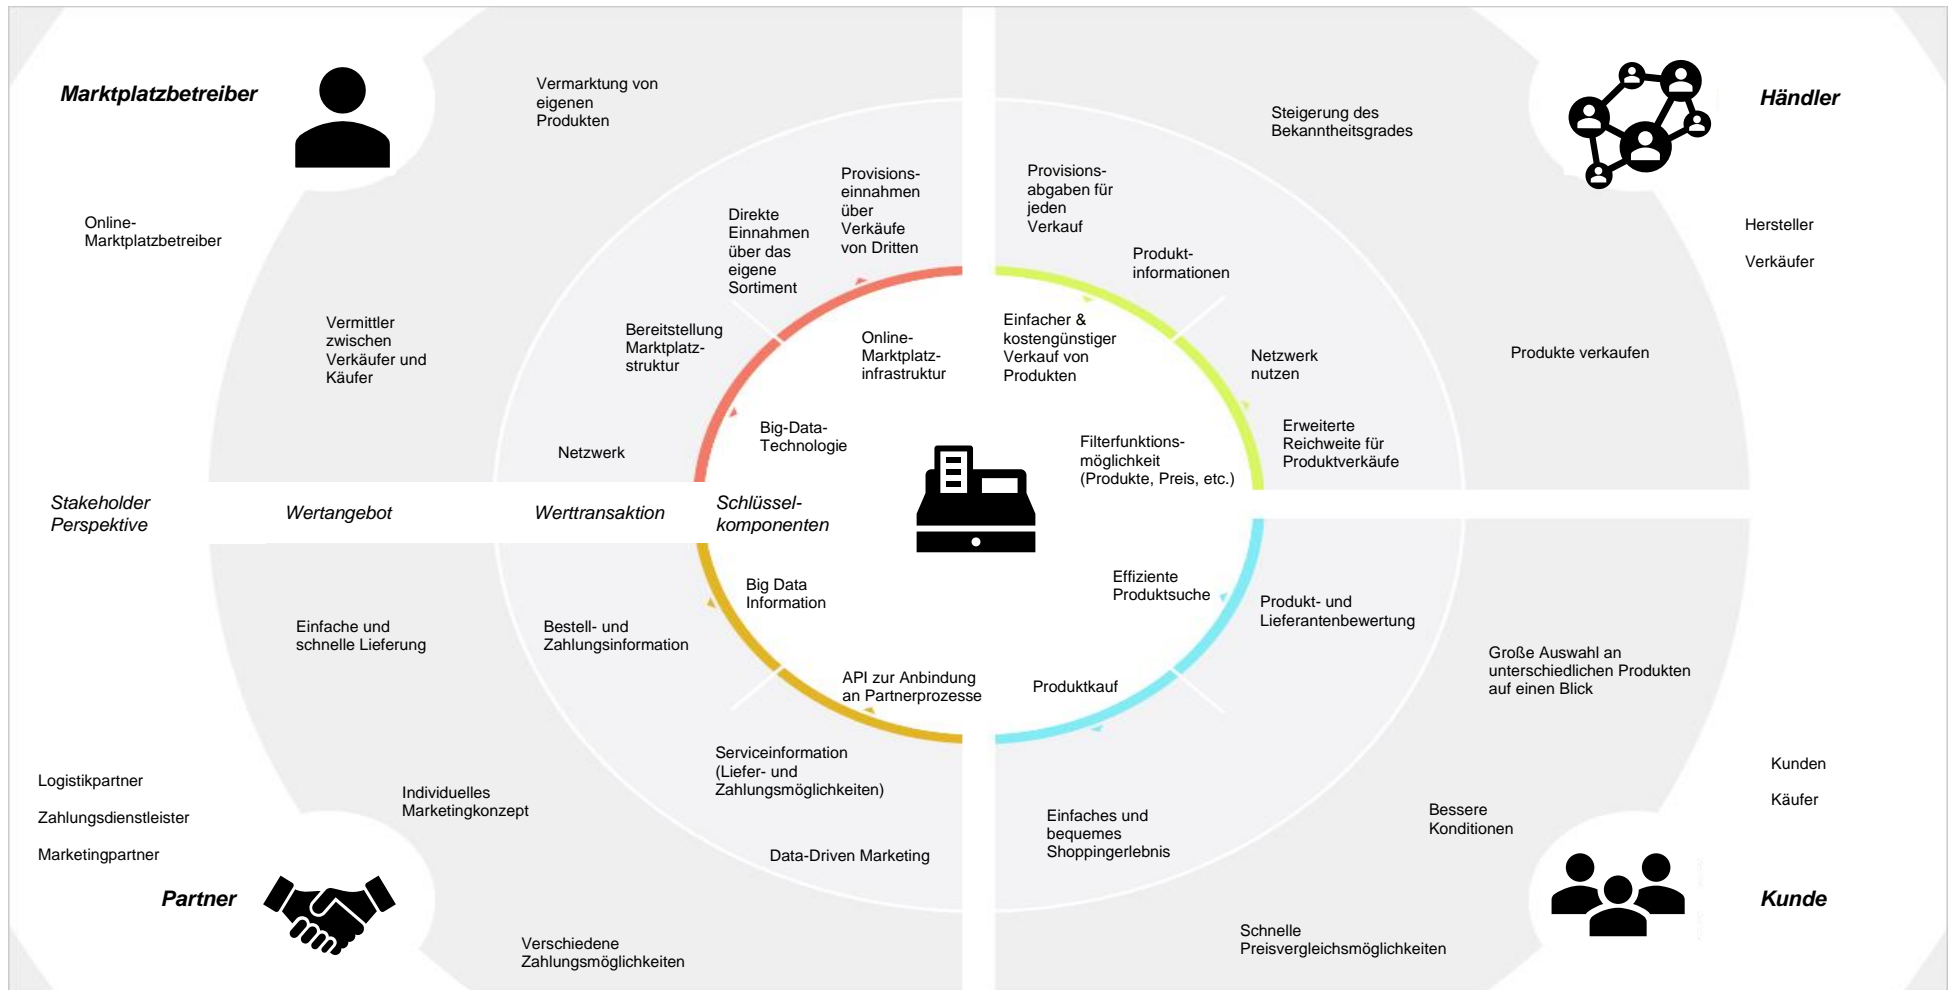 Marktplatzbetreiber
Online-
Marktplatzbetreiber
Vermarktung von
eigenen
Produkten
Vermittler
zwischen
Verkäufer und
Käufer
Provisions-
einnahmen
über
Verkäufe
von Dritten
Direkte
Einnahmen
über das
eigene
Sortiment
Bereitstellung
Marktplatz-
struktur
Netzwerk
Online-
Marktplatz-
infrastruktur
Big-Data-
Technologie
Händler
Hersteller
Verkäufer
Steigerung des
Bekanntheitsgrades
Produkte verkaufen
Provisions-
abgaben für
jeden
Verkauf
Produkt-
informationen
Netzwerk
nutzen
Erweiterte
Reichweite für
Produktverkäufe
Einfacher &
kostengünstiger
Verkauf von
Produkten
Filterfunktions-
möglichkeit
(Produkte, Preis, etc.)
Stakeholder
Perspektive
Wertangebot
Werttransaktion
Schlüssel-
komponenten
Big Data
Information
API zur Anbindung
an Partnerprozesse
Bestell- und
Zahlungsinformation
Serviceinformation
(Liefer- und
Zahlungsmöglichkeiten)
Data-Driven Marketing
Einfache und
schnelle Lieferung
Individuelles
Marketingkonzept
Verschiedene
Zahlungsmöglichkeiten
Logistikpartner
Zahlungsdienstleister
Marketingpartner
Partner
Effiziente
Produktsuche
Produktkauf
Produkt- und
Lieferantenbewertung
Einfaches und
bequemes
Shoppingerlebnis
Große Auswahl an
unterschiedlichen Produkten
auf einen Blick
Bessere
Konditionen
Schnelle
Preisvergleichsmöglichkeiten
Kunden
Käufer
Kunde